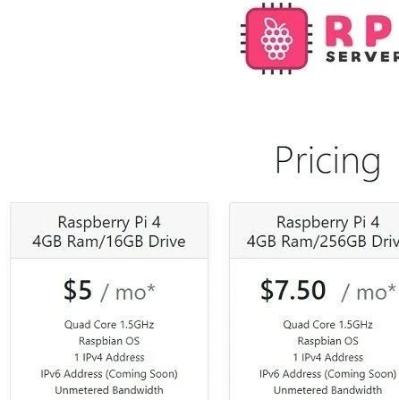 RP
SERVER
Pricing
Raspberry Pi 4
4GB Ram/16GB Drive
$5 / mo*
Quad Core 1.5GHz
Raspbian OS
1 IPv4 Address
IPv6 Address (Coming Soon)
Unmetered Bandwidth
Raspberry Pi 4
4GB Ram/256GB Driv
$7.50 / mo*
Quad Core 1.5GHz
Raspbian OS
1 IPv4 Address
IPv6 Address (Coming Soon)
Unmetered Bandwidth